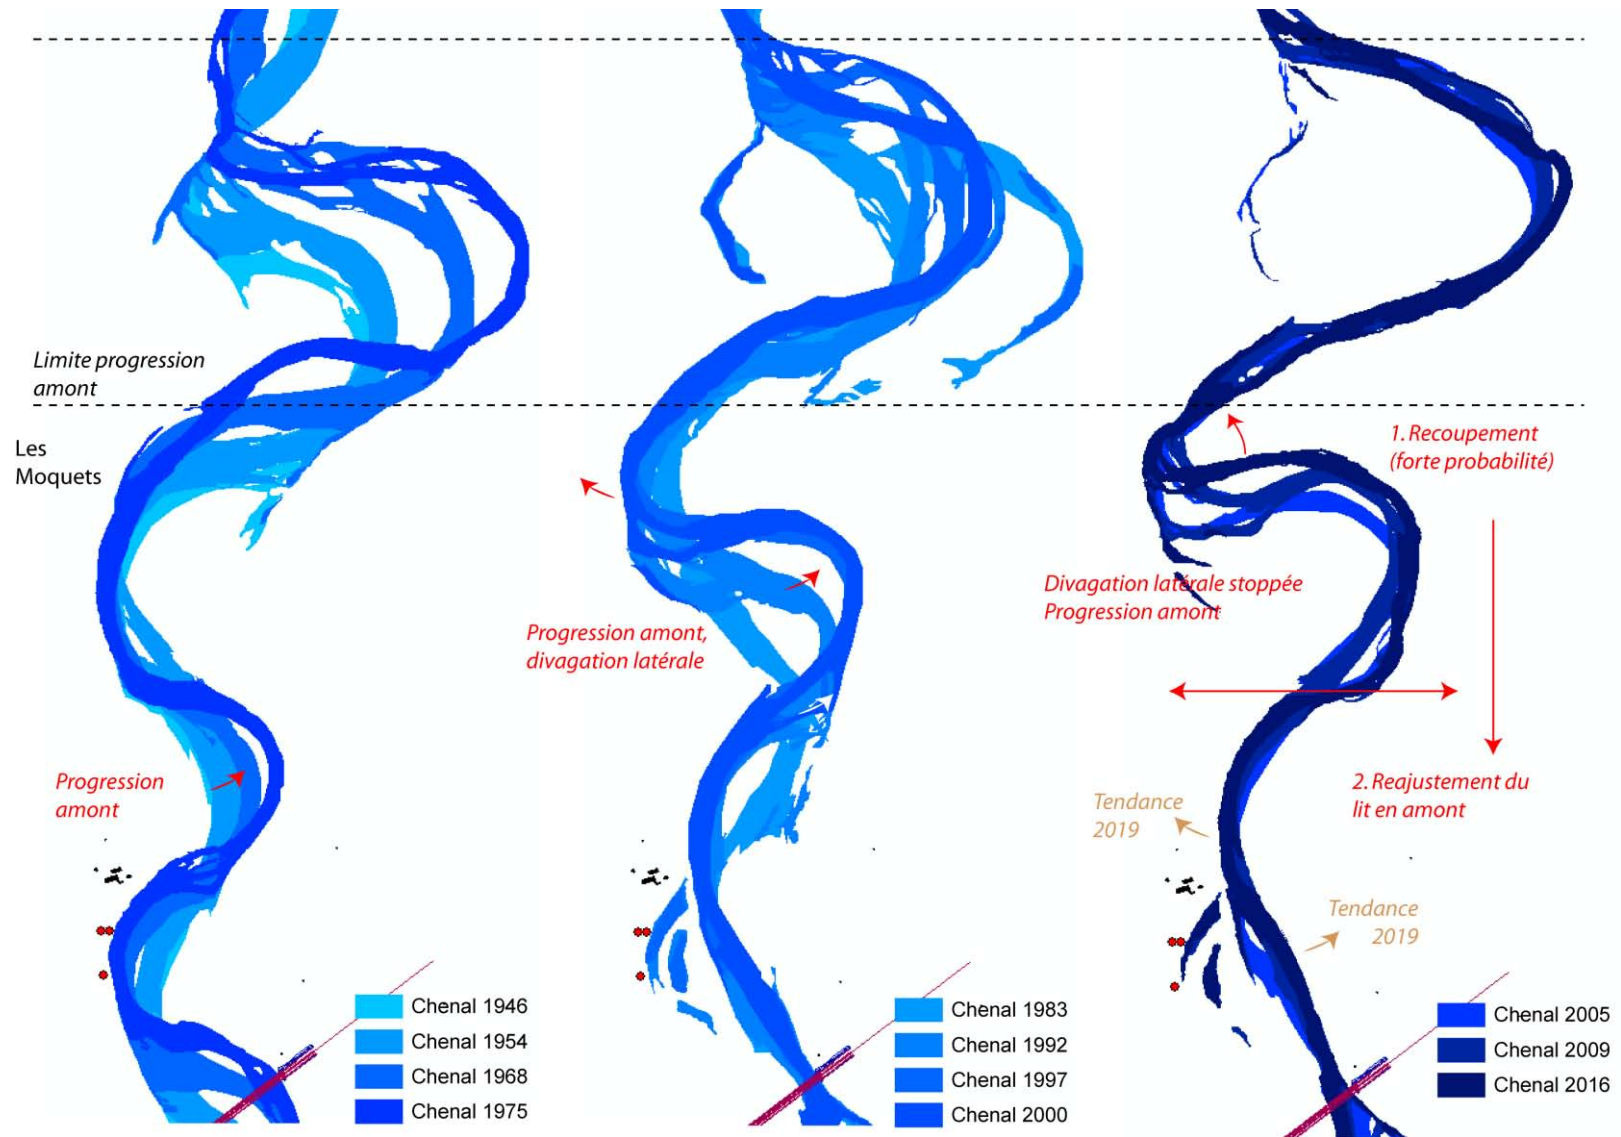 Limite progression
amont
Les
Moquets
Progression
amont
Chenal 1946
Chenal 1954
Chenal 1968
Chenal 1975
Progression amont,
divagation latérale
Chenal 1983
Chenal 1992
Chenal 1997
Chenal 2000
1. Recoupement
(forte probabilité)
Divagation latérale stoppée
Progression amont
2. Reajustement du
lit en amont
Tendance
2019
Tendance
2019
Chenal 2005
Chenal 2009
Chenal 2016